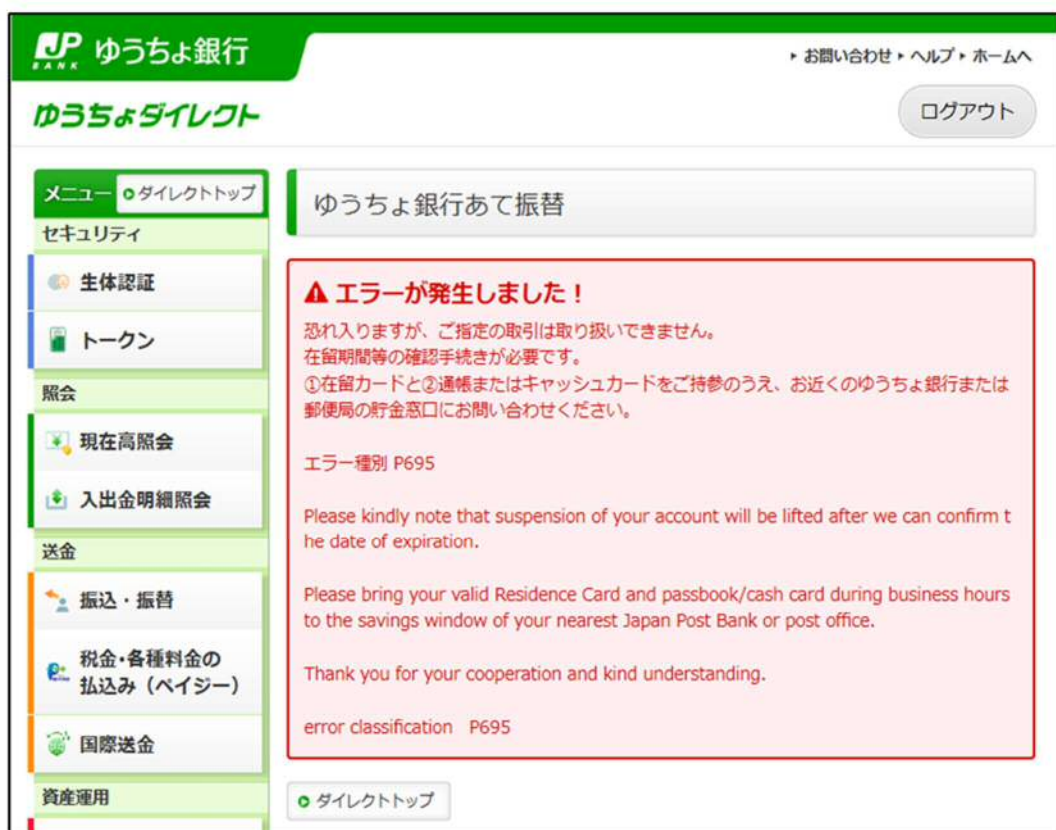 JP
BANK
ゆうちょ銀行
お問い合わせ ヘルプ ホームへ
ゆうちょダイレクト
ログアウト
メニュー
ダイレクトトップ
セキュリティ
生体認証
トークン
照会
現在高照会
入出金明細照会
送金
振込・振替
税金・各種料金の
払込み（ペイジー）
国際送金
資産運用
ゆうちょ銀行あて振替
エラーが発生しました！
恐れ入りますが、ご指定の取引は取り扱いできません。
在留期間等の確認手続きが必要です。
①在留カードと②通帳またはキャッシュカードをご持参のうえ、お近くのゆうちょ銀行または
郵便局の貯金窓口にお問い合わせください。
エラー種別 P695
Please kindly note that suspension of your account will be lifted after we can confirm t
he date of expiration.
Please bring your valid Residence Card and passbook/cash card during business hours
to the savings window of your nearest Japan Post Bank or post office.
Thank you for your cooperation and kind understanding.
error classification P695
ダイレクトトップ